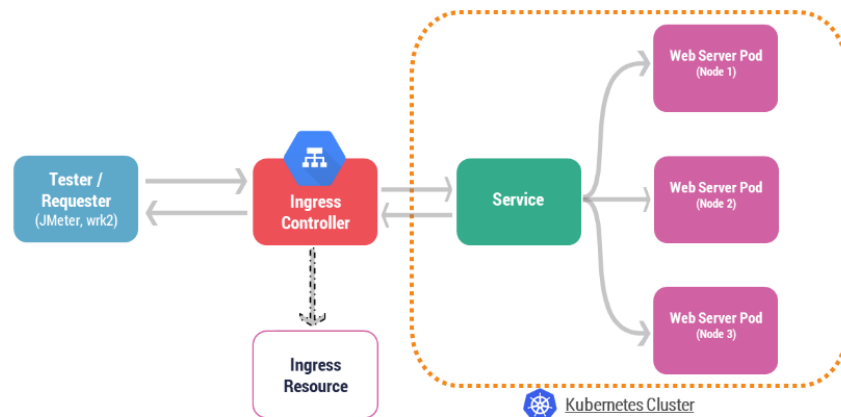 Tester /
Requester
(JMeter, wrk2)
Ingress
Controller
Ingress
Resource
Service
Web Server Pod
(Node 1)
Web Server Pod
(Node 2)
Web Server Pod
(Node 3)
Kubernetes Cluster